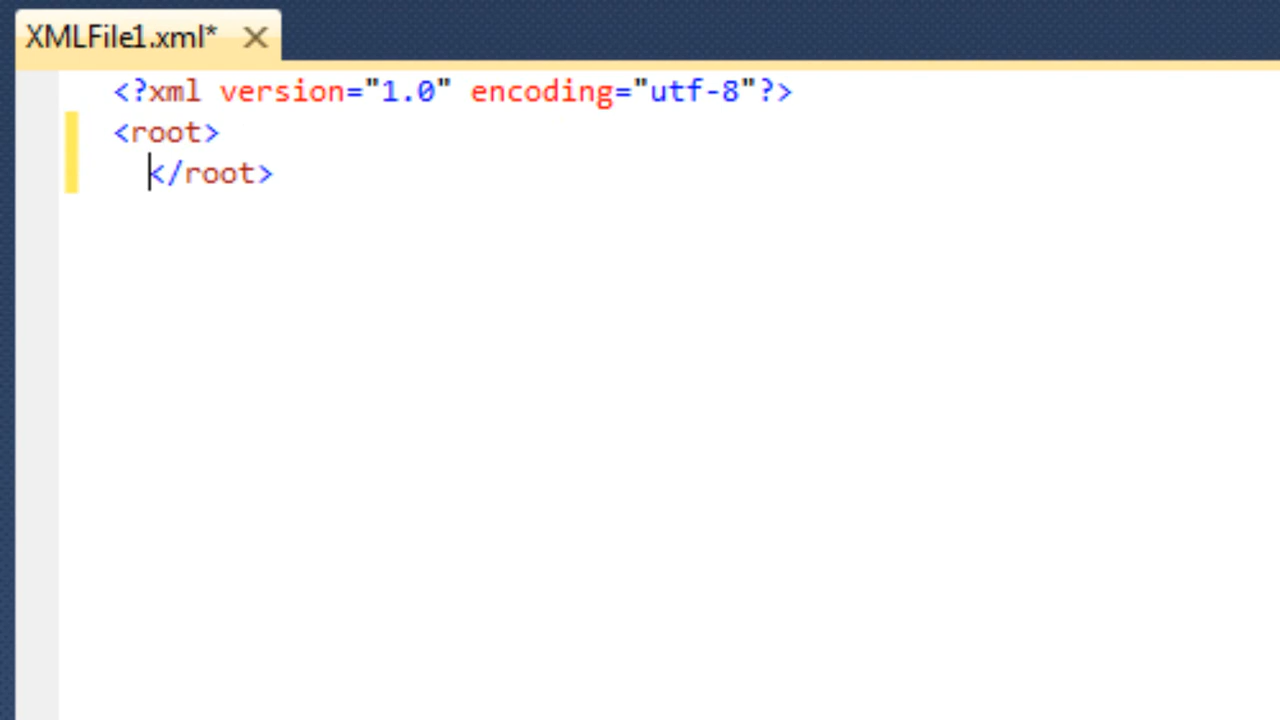 XMLFile1.xml*
<?xml version="1.0" encoding="utf-8"?>
<root>
</root>